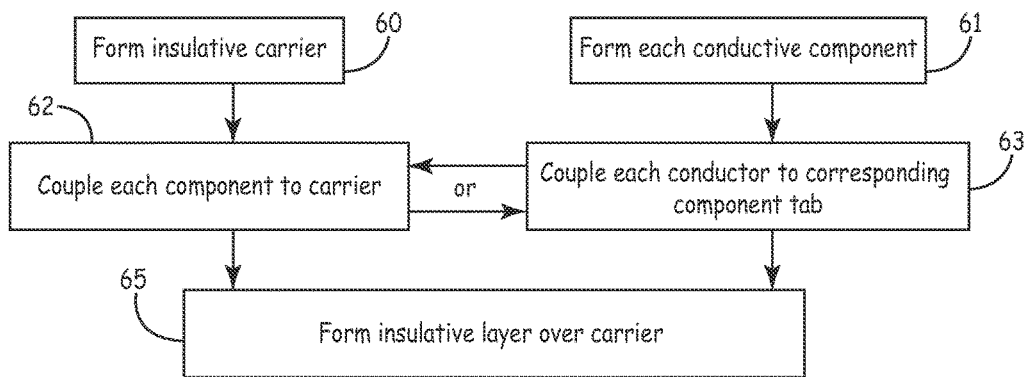 60
Form insulative carrier
61
Form each conductive component
62
Couple each component to carrier
or
63
Couple each conductor to corresponding
component tab
65
Form insulative layer over carrier